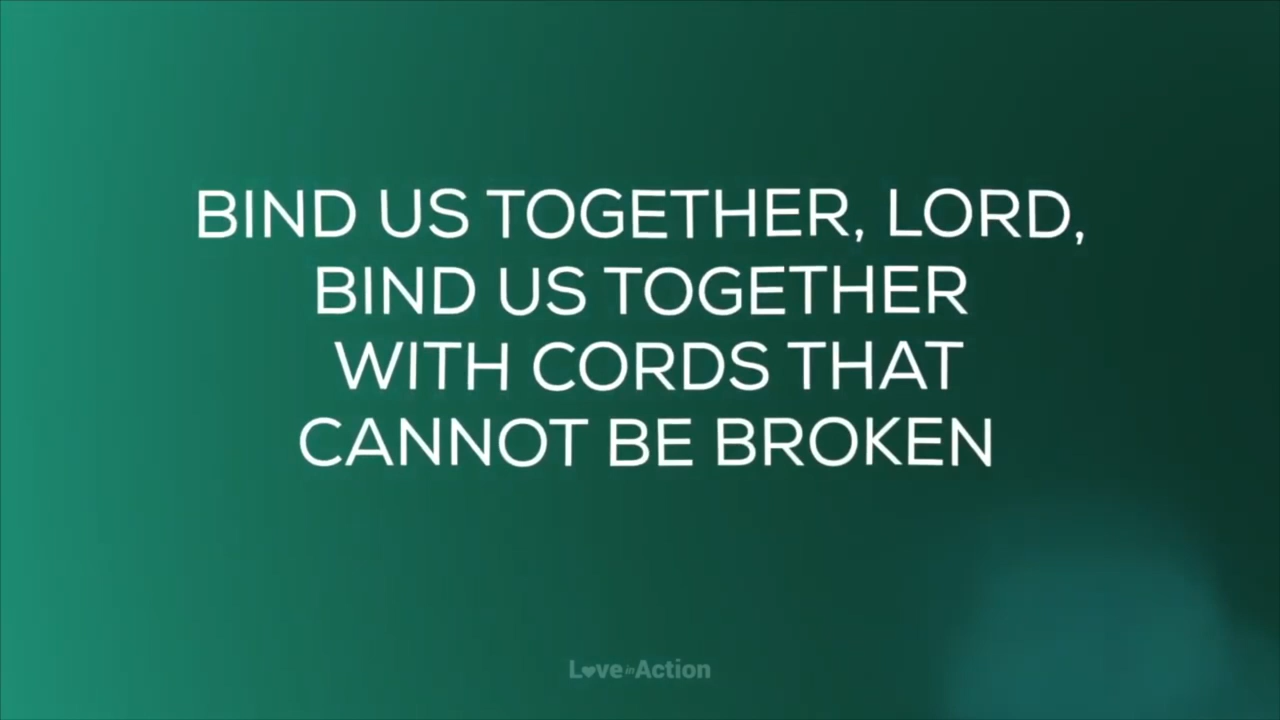 BIND US TOGETHER, LORD,
BIND US TOGETHER
WITH CORDS THAT
CANNOT BE BROKEN
Love in Action